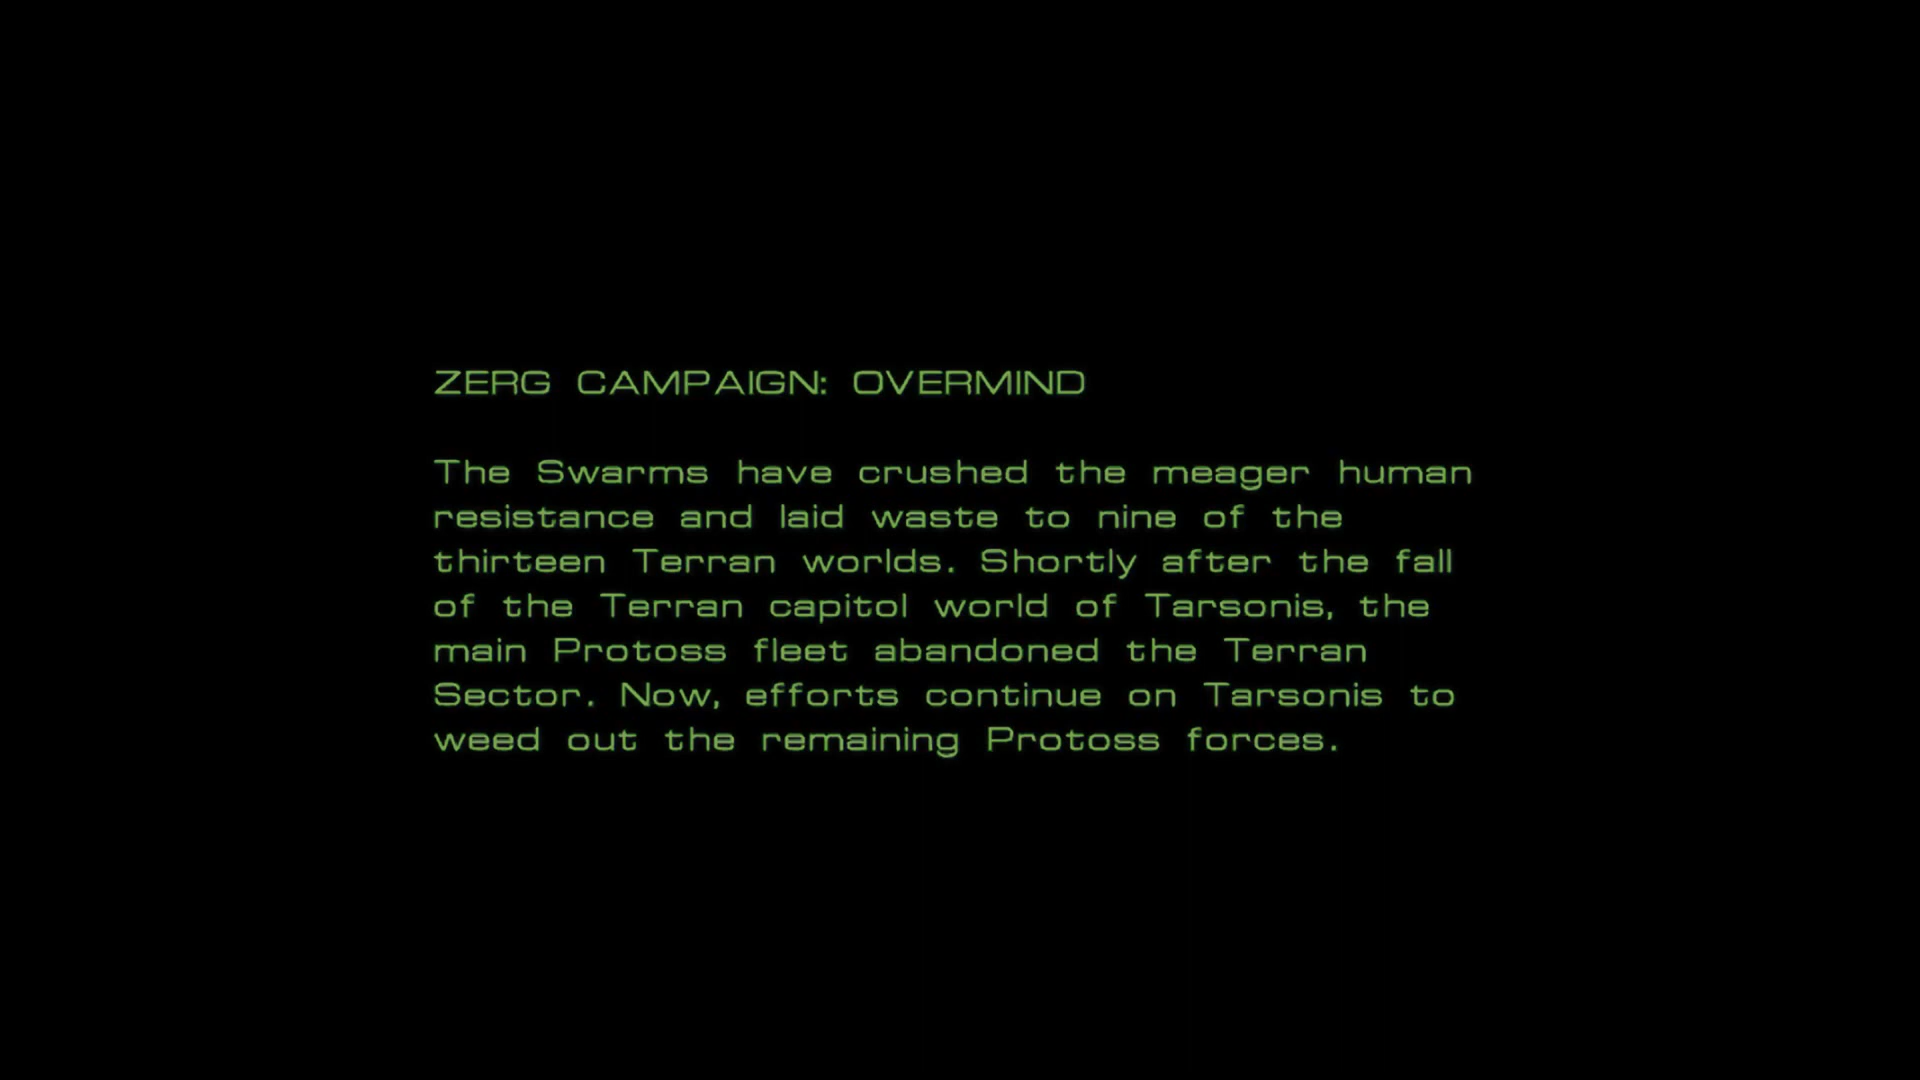 ZERG CAMPAIGN: OVERMIND
The Swarms have crushed the meager human
resistance and laid waste to nine of the
thirteen Terran worlds. Shortly after the fall
of the Terran capitol world of Tarsonis, the
main Protoss fleet abandoned the Terran
Sector. Now, efforts continue on Tarsonis to
weed out the remaining Protoss forces.